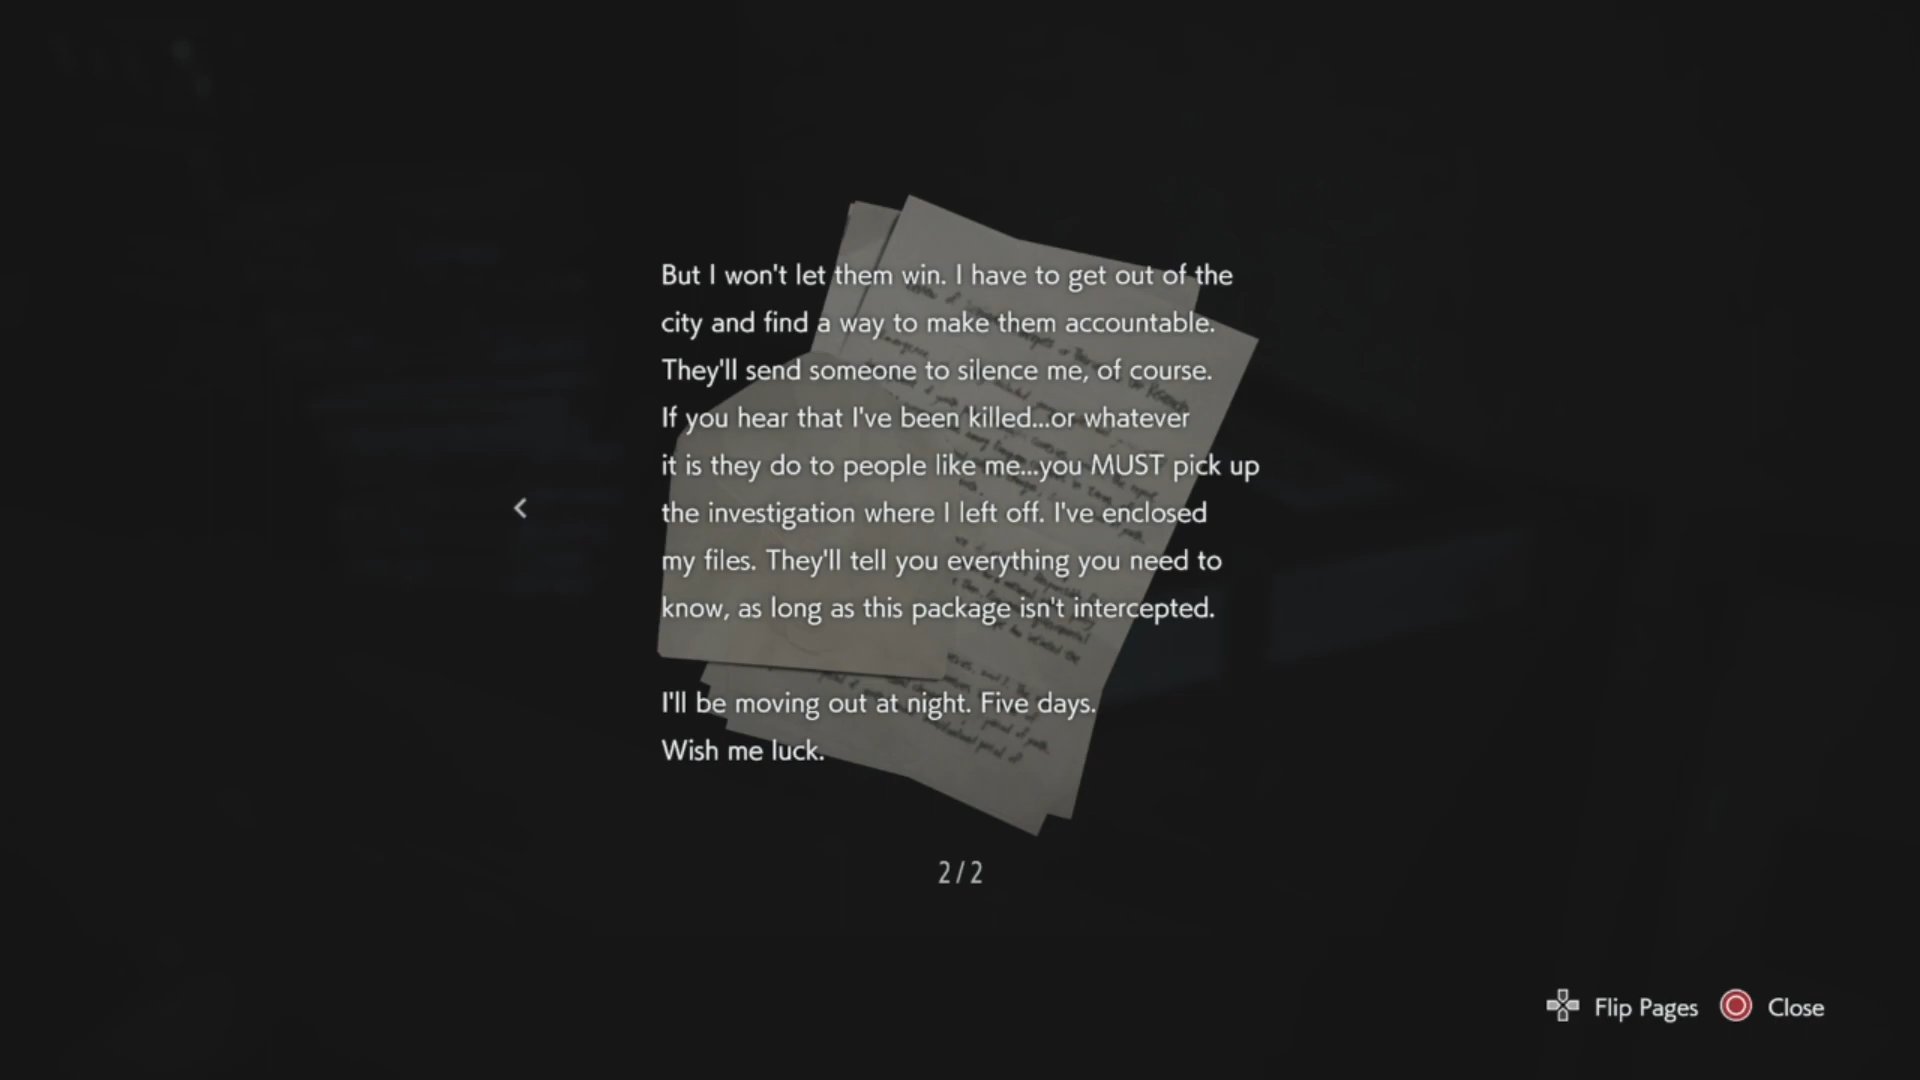 But I won't let them win. I have to get out of the
city and find a way to make them accountable.
They'll send someone to silence me, of course.
If you hear that I've been killed...or whatever
it is they do to people like me...you MUST pick up
the investigation where I left off. I've enclosed
my files. They'll tell you everything you need to
know, as long as this package isn't intercepted.
I'll be moving out at night. Five days.
Wish me luck.
2/2
Flip Pages Close